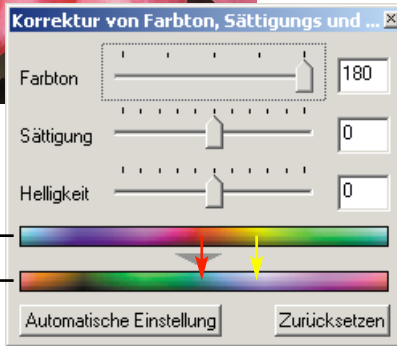 Korrektur von Farbton, Sättigungs und ...
Farbton 180
Sättigung 0
Helligkeit 0
Automatische Einstellung Zurücksetzen